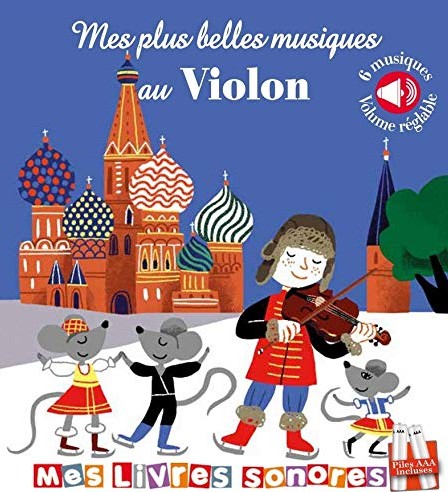 Mes plus belles musiques
au Violon
6 musiques
Volume réglable
Mes Livres sonores
Piles AAA
incluses